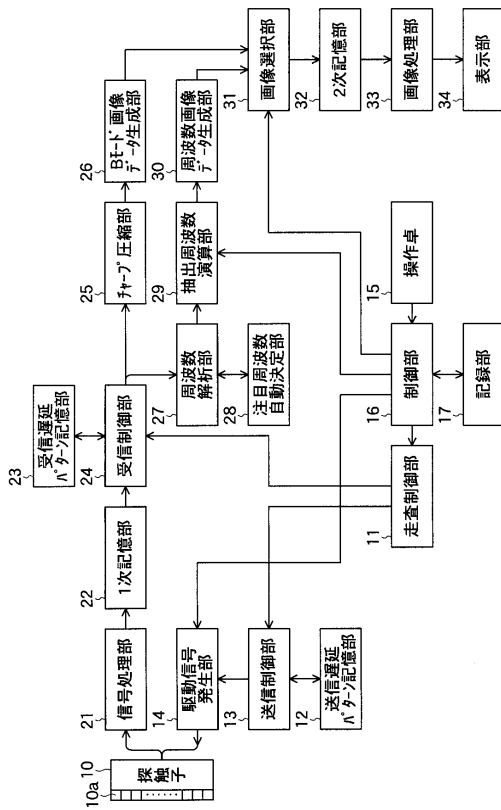 10a
10
探触子
21
信号処理部
22
1次記憶部
23
受信遅延
パターン記憶部
24
受信制御部
25
チャープ圧縮部
26
Bモード画像
データ生成部
14
駆動信号
発生部
13
送信制御部
12
送信遅延
パターン記憶部
27
周波数
解析部
28
注目周波数
自動決定部
29
抽出周波数
演算部
30
周波数画像
データ生成部
11
走査制御部
16
制御部
15
操作卓
17
記録部
31
画像選択部
32
2次記憶部
33
画像処理部
34
表示部